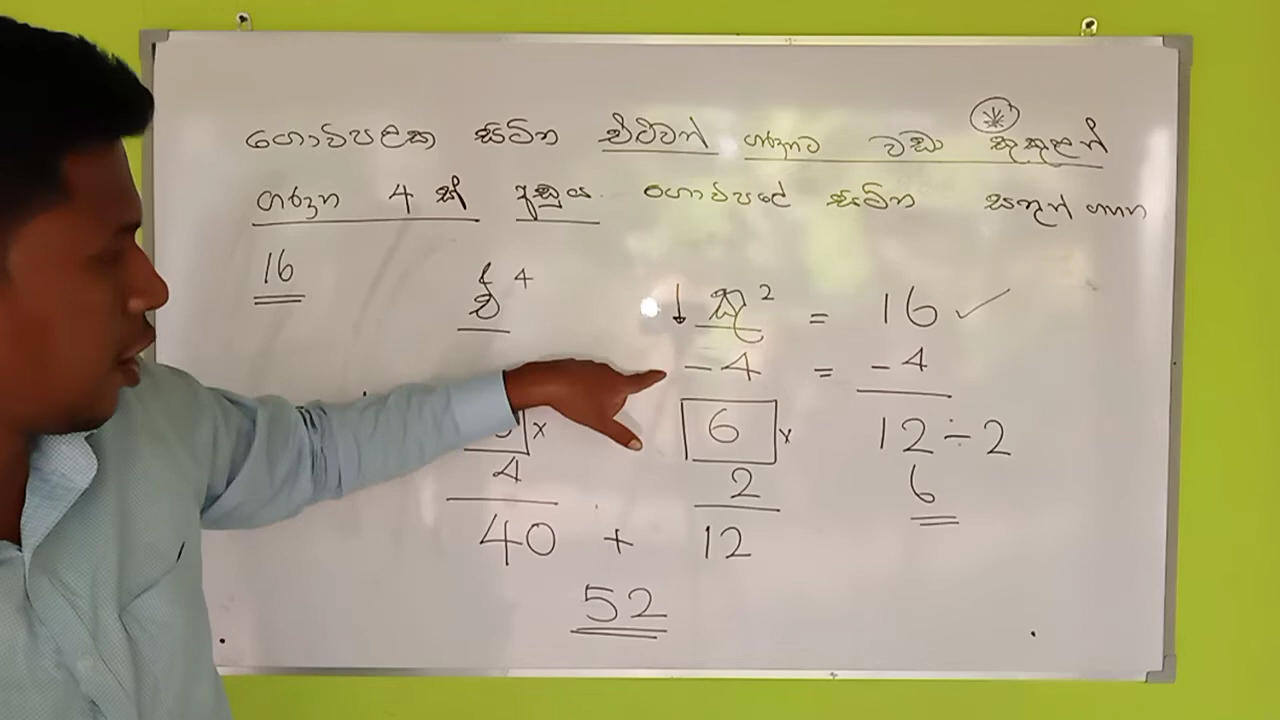 ගොවිපළක සිටින එළුවන් ගණනට වඩා කුකුළන්
ගණන 4 ක් අඩුය. ගොවිපළේ සිටින සතුන් ගණන
16
එ 4 ↓ කු 2 = 16 ✓
- 4 = - 4
x 6 x 12 ÷ 2
4 2 6
40 + 12
52